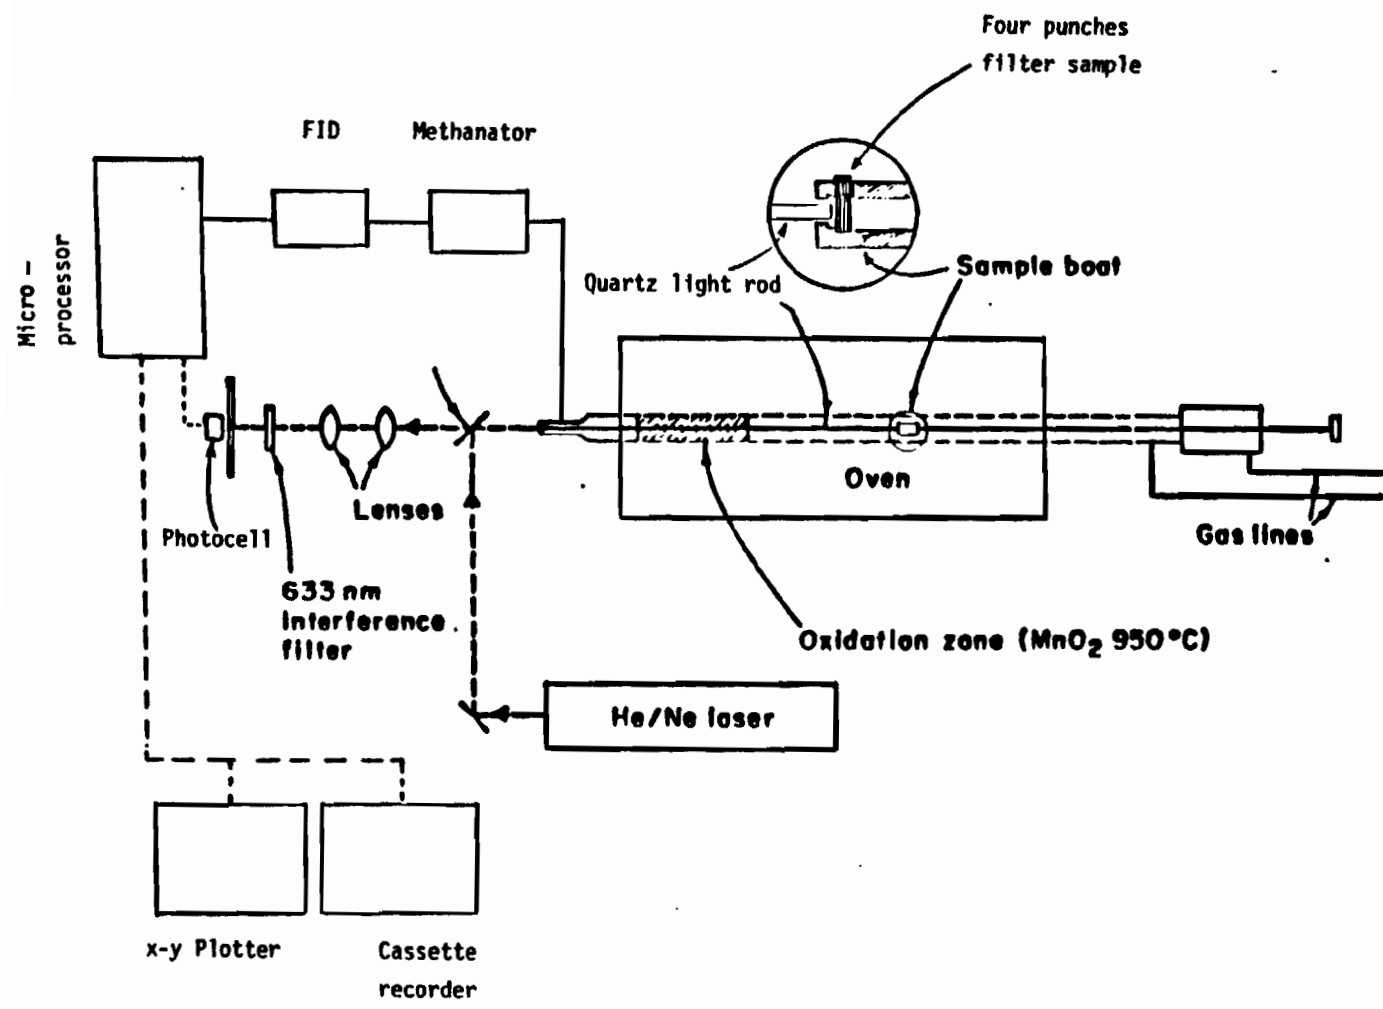 Four punches
filter sample
FID
Methanator
Micro –
processor
Quartz light rod
Sample boat
Oven
Lenses
Photocell
Gas lines
633 nm
Interference
filter
Oxidation zone (MnO2 950°C)
He/Ne laser
x-y Plotter
Cassette
recorder